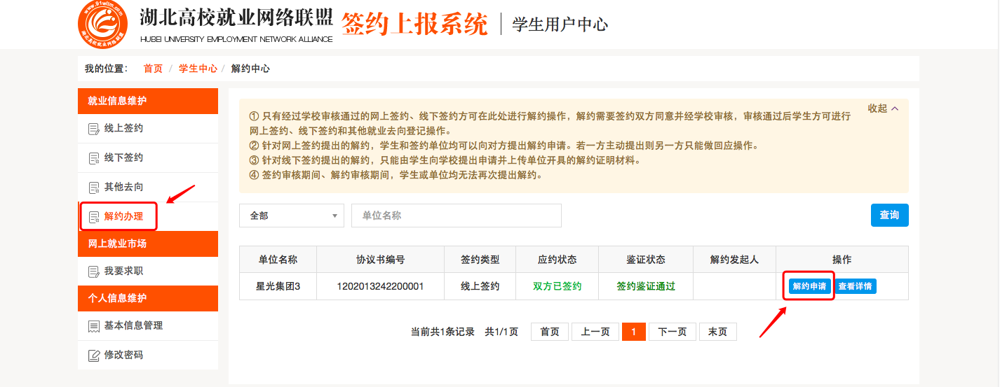 www.91wllm.com
湖北高校就业网络联盟
湖北高校就业网络联盟 签约上报系统 学生用户中心
HUBEI UNIVERSITY EMPLOYMENT NETWORK ALLIANCE
我的位置： 首页 / 学生中心 / 解约中心
就业信息维护
线上签约
线下签约
其他去向
解约办理
网上就业市场
我要求职
个人信息维护
基本信息管理
修改密码
收起
① 只有经过学校审核通过的网上签约、线下签约方可在此处进行解约操作，解约需要签约双方同意并经学校审核，审核通过后学生方可进行
网上签约、线下签约和其他就业去向登记操作。
② 针对网上签约提出的解约，学生和签约单位均可以向对方提出解约申请。若一方主动提出则另一方只能做回应操作。
③ 针对线下签约提出的解约，只能由学生向学校提出申请并上传单位开具的解约证明材料。
④ 签约审核期间、解约审核期间，学生或单位均无法再次提出解约。
全部 单位名称 查询
单位名称 协议书编号 签约类型 应约状态 鉴证状态 解约发起人 操作
星光集团3 1202013242200001 线上签约 双方已签约 签约鉴证通过 解约申请 查看详情
当前共1条记录 共1/1页 首页 上一页 1 下一页 末页